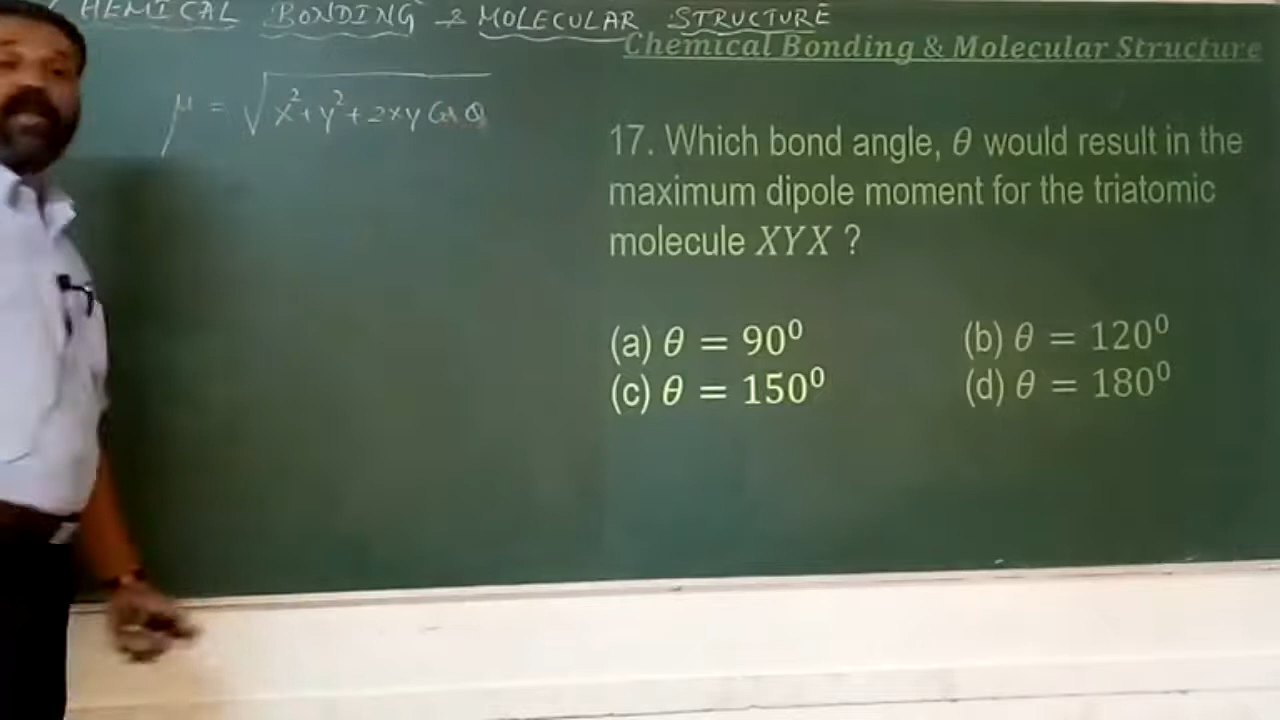 HEMICAL BONDING & MOLECULAR STRUCTURE
Chemical Bonding & Molecular Structure
μ = √x²+y²+2xy Cos θ
17. Which bond angle, θ would result in the
maximum dipole moment for the triatomic
molecule XYX ?
(a) θ = 90⁰ (b) θ = 120⁰
(c) θ = 150⁰ (d) θ = 180⁰